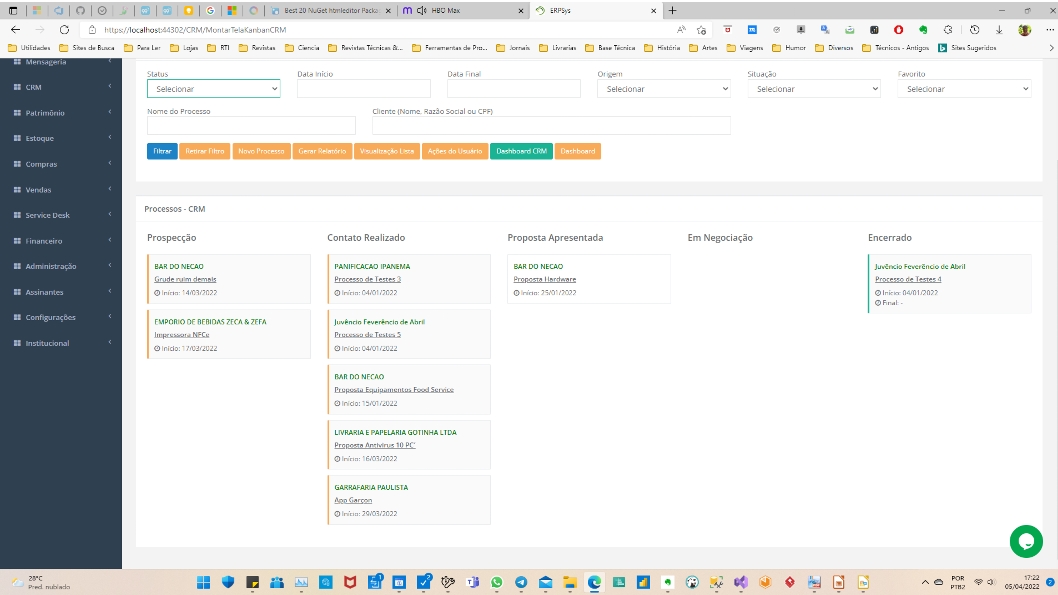 Best 20 NuGet htmleditor Packa
HBO Max
ERPSys
https://localhost:44302/CRM/MontarTelaKanbanCRM
Utilidades
Sites de Busca
Para Ler
Lojas
RTI
Revistas
Ciencia
Revistas Técnicas &...
Ferramentas de Pro...
Jornais
Livrarias
Base Técnica
História
Artes
Viagens
Humor
Diversos
Técnicos - Antigos
Sites Sugeridos
Mensageria
CRM
Patrimônio
Estoque
Compras
Vendas
Service Desk
Financeiro
Administração
Assinantes
Configurações
Institucional
Status
Data Início
Data Final
Origem
Situação
Favorito
Selecionar
Selecionar
Selecionar
Selecionar
Nome do Processo
Cliente (Nome, Razão Social ou CPF)
Filtrar
Retirar Filtro
Novo Processo
Gerar Relatório
Visualização Lista
Ações do Usuário
Dashboard CRM
Dashboard
Processos - CRM
Prospecção
BAR DO NECAO
Grude ruim demais
Início: 14/03/2022
EMPORIO DE BEBIDAS ZECA & ZEFA
Impressora NFCe
Início: 17/03/2022
Contato Realizado
PANIFICACAO IPANEMA
Processo de Testes 3
Início: 04/01/2022
Juvêncio Feverêncio de Abril
Processo de Testes 5
Início: 04/01/2022
BAR DO NECAO
Proposta Equipamentos Food Service
Início: 15/01/2022
LIVRARIA E PAPELARIA GOTINHA LTDA
Proposta Antivirus 10 PC'
Início: 16/03/2022
GARRAFARIA PAULISTA
App Garçon
Início: 29/03/2022
Proposta Apresentada
BAR DO NECAO
Proposta Hardware
Início: 25/01/2022
Em Negociação
Encerrado
Juvêncio Feverêncio de Abril
Processo de Testes 4
Início: 04/01/2022
Final: -
28°C
Pred. nublado
POR
PTB2
17:22
05/04/2022